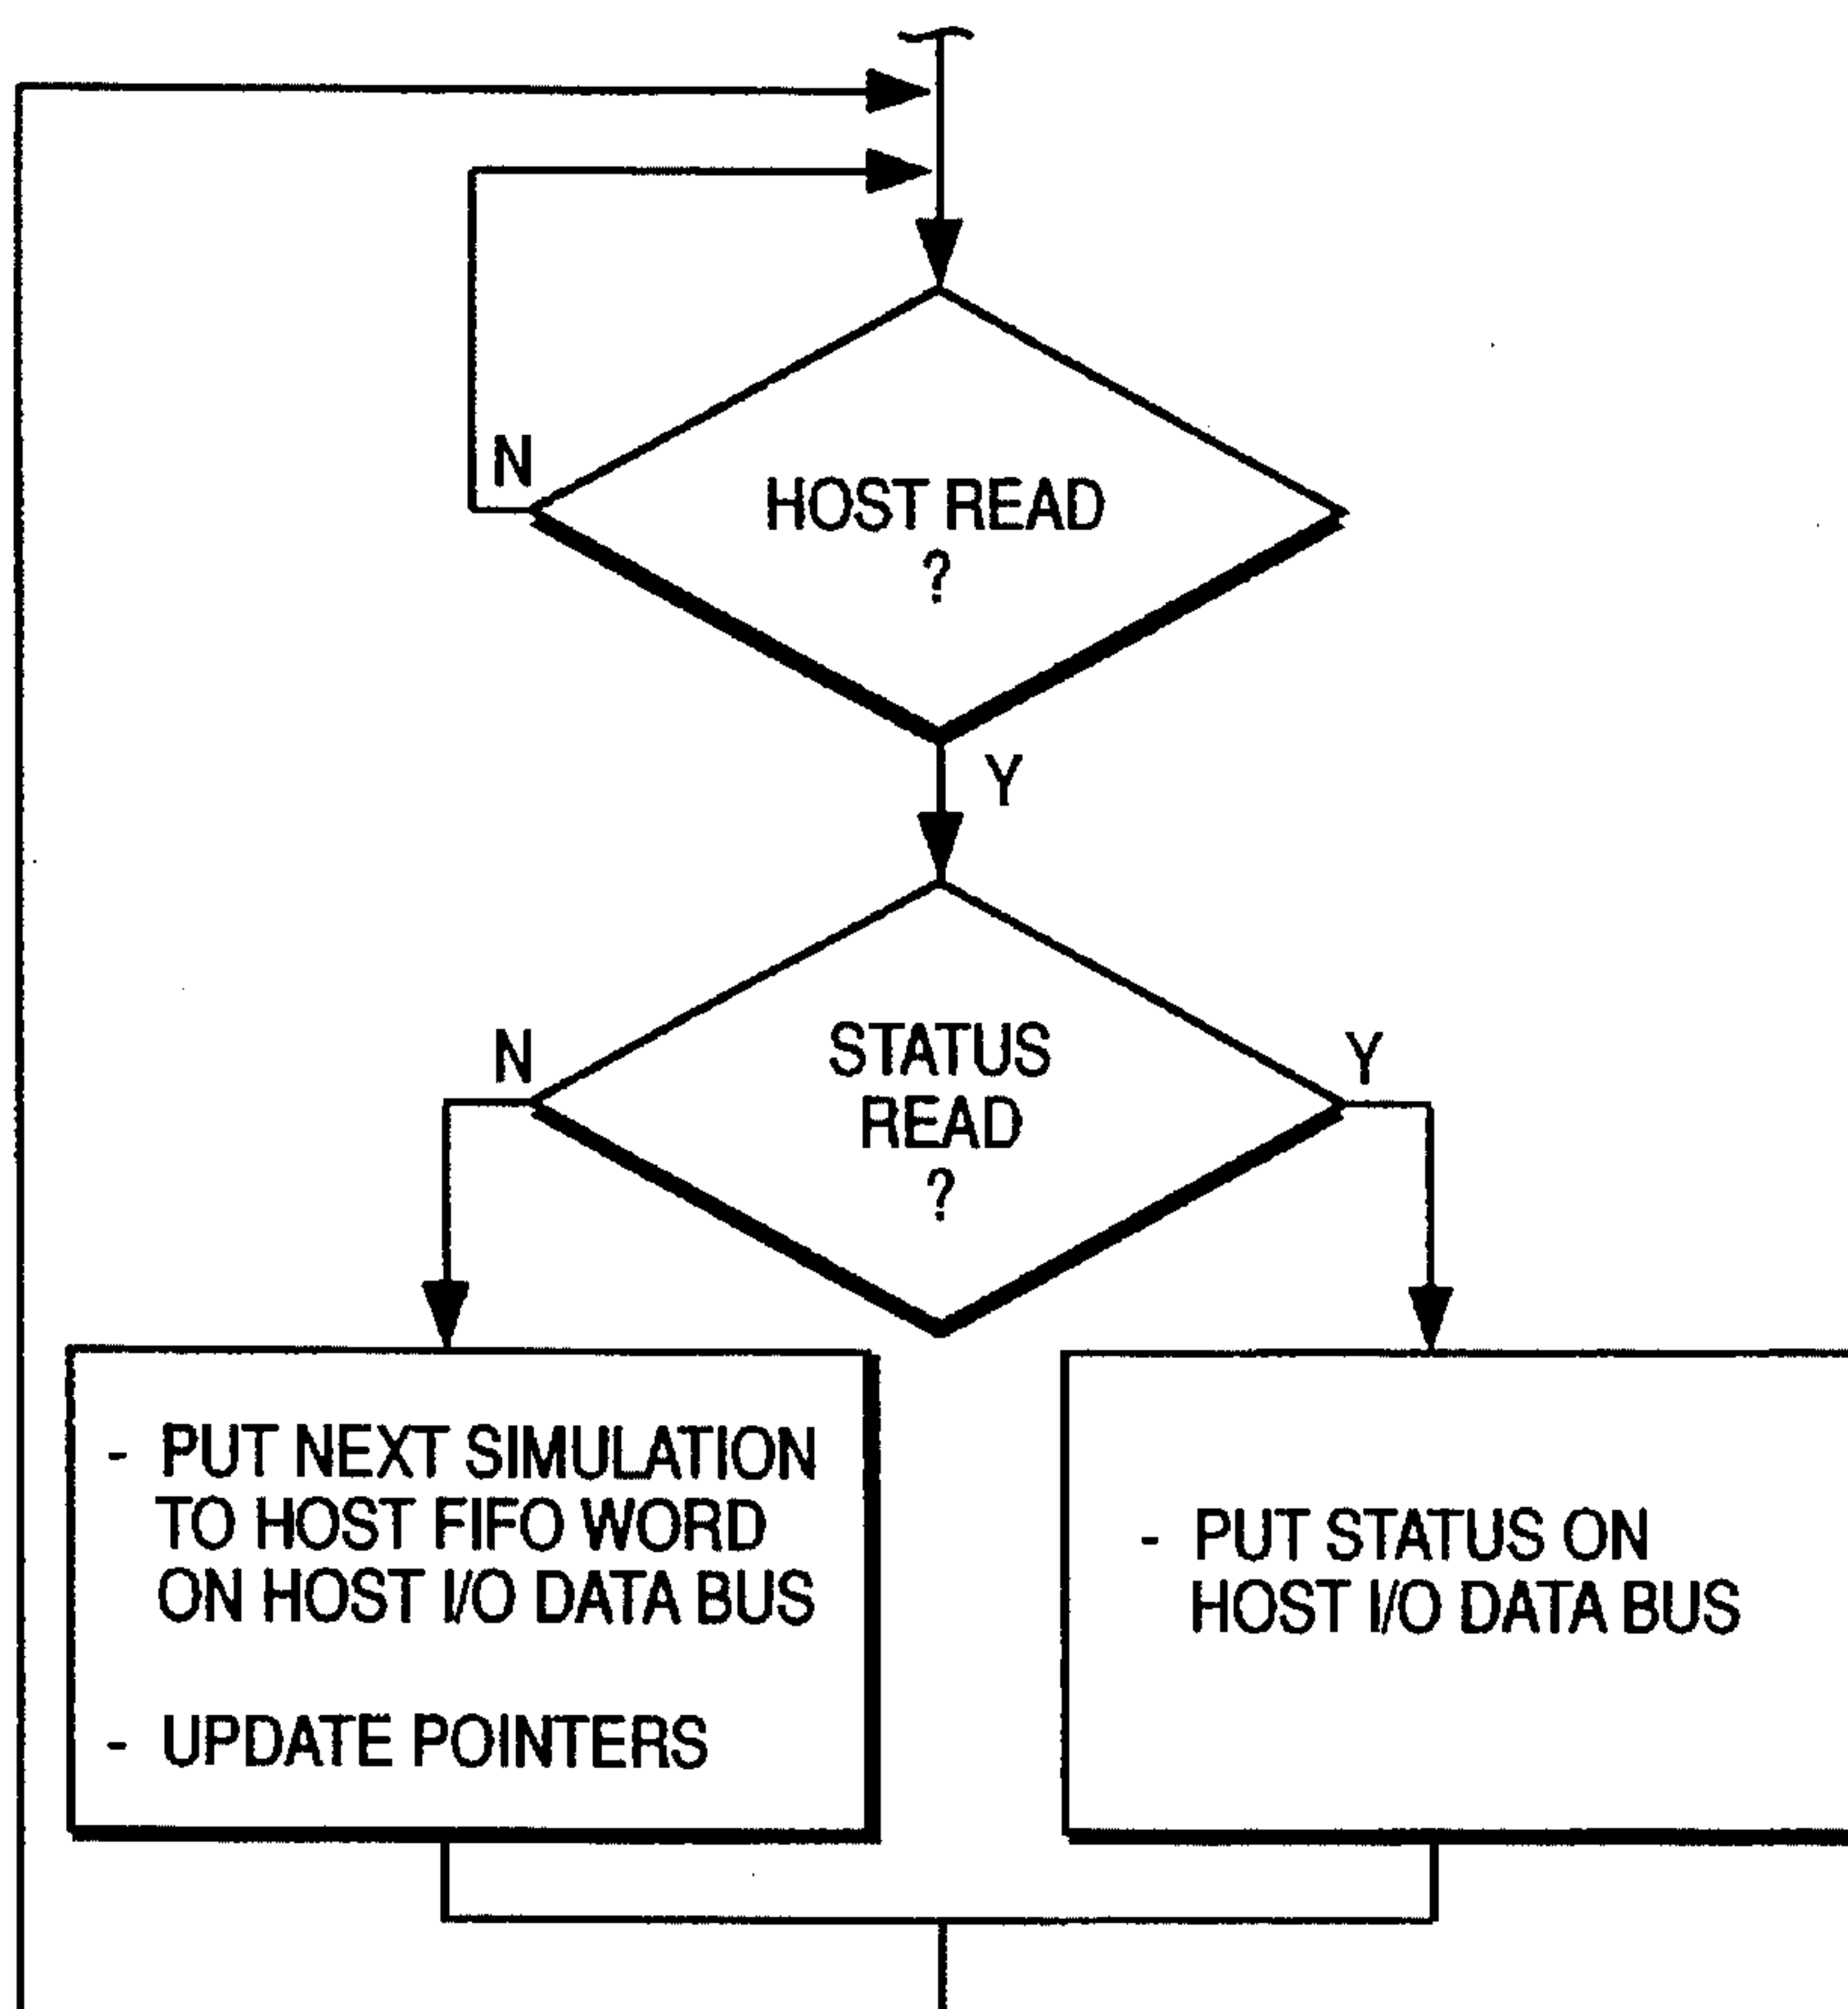 N
HOST READ
?
Y
N
STATUS
READ
?
Y
- PUT NEXT SIMULATION
TO HOST FIFO WORD
ON HOST I/O DATA BUS
- UPDATE POINTERS
- PUT STATUS ON
HOST I/O DATA BUS